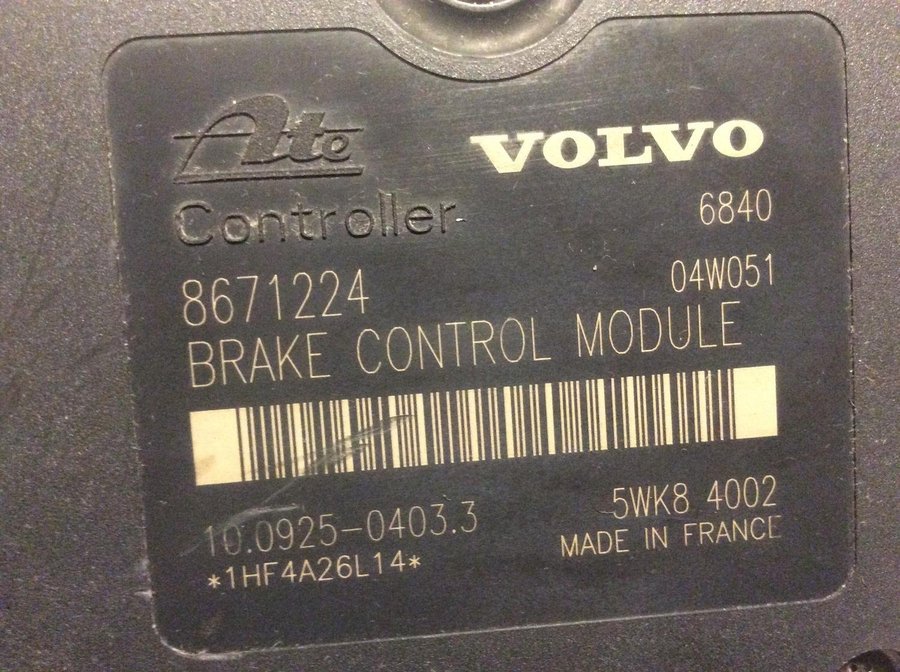 Ate
VOLVO
Controller
6840
8671224
04W051
BRAKE CONTROL MODULE
10.0925-0403.3
5WK8 4002
*1HF4A26L14*
MADE IN FRANCE